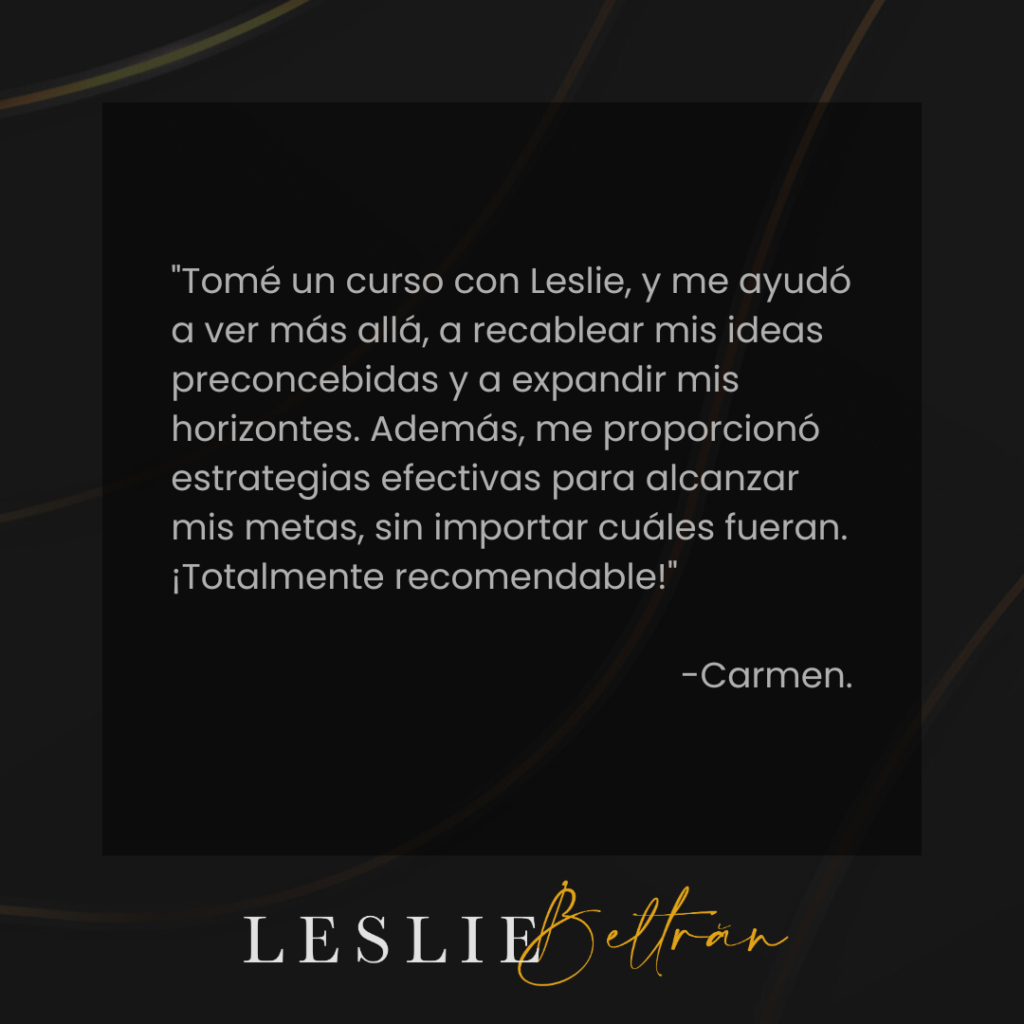 "Tomé un curso con Leslie, y me ayudó
a ver más allá, a recablear mis ideas
preconcebidas y a expandir mis
horizontes. Además, me proporcionó
estrategias efectivas para alcanzar
mis metas, sin importar cuáles fueran.
¡Totalmente recomendable!"
-Carmen.
LESLIE Beltrán